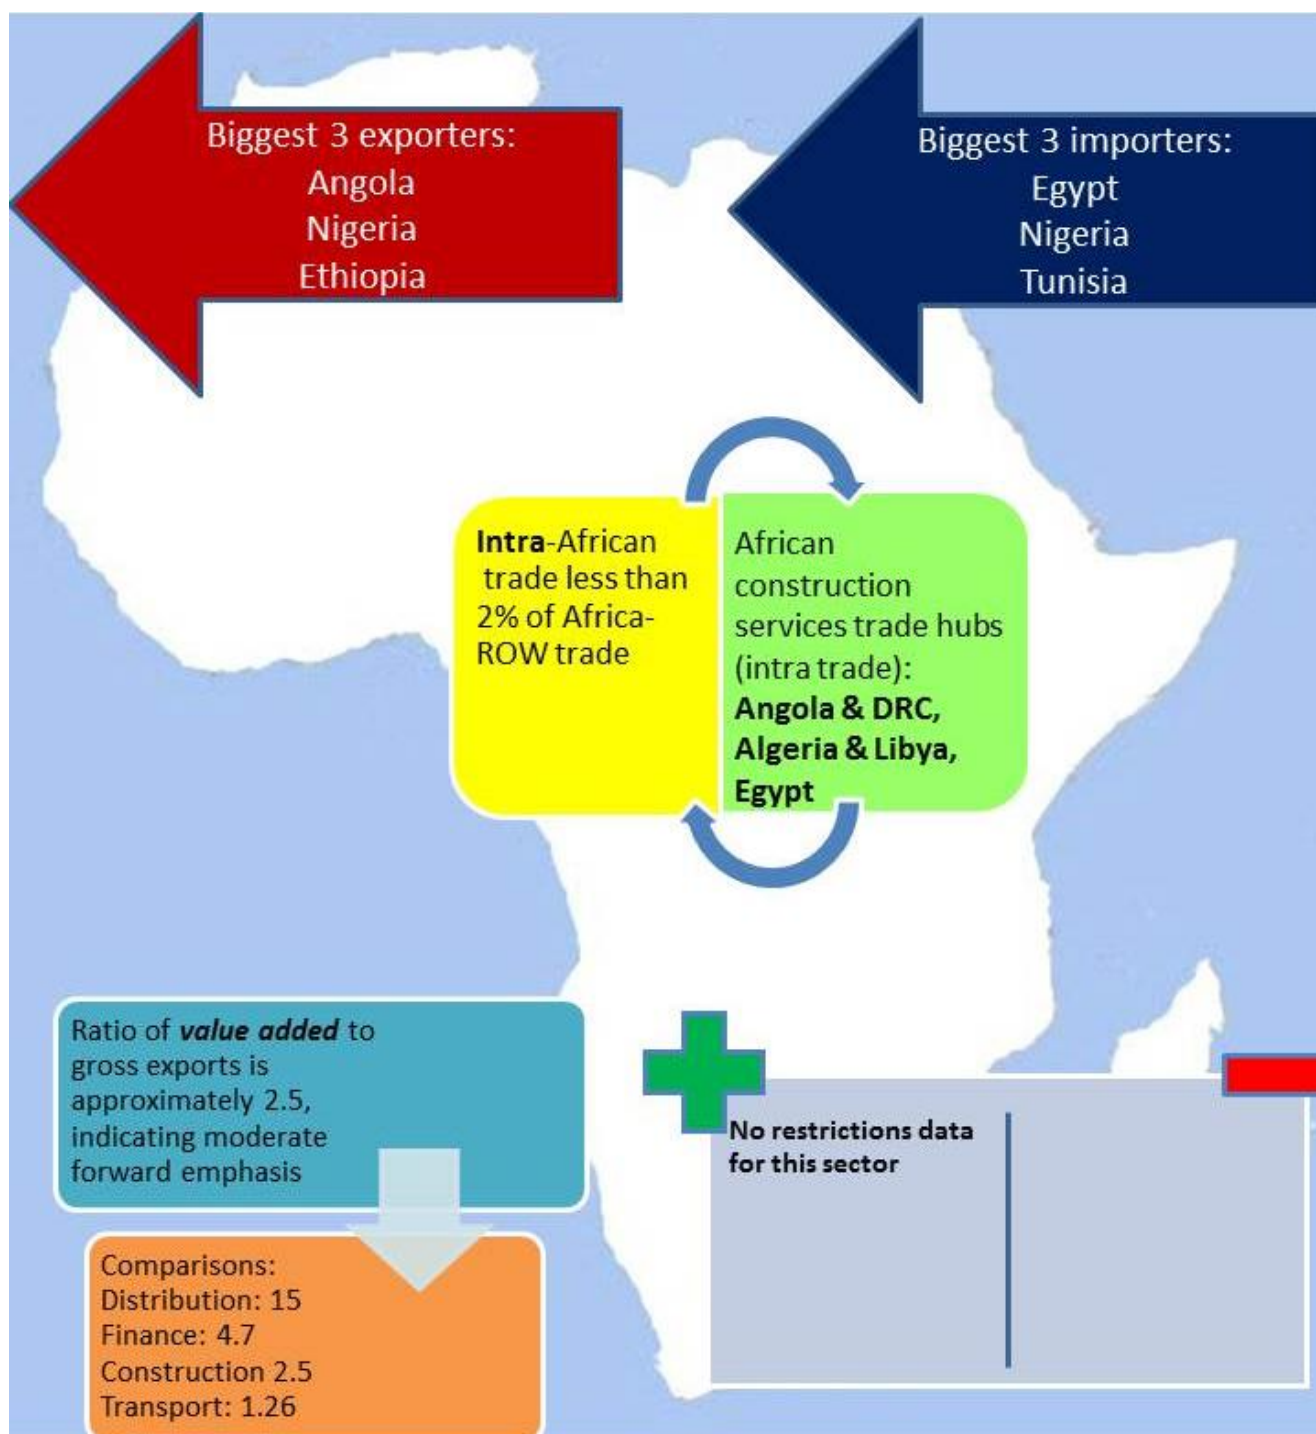 Biggest 3 exporters:
Angola
Nigeria
Ethiopia
Biggest 3 importers:
Egypt
Nigeria
Tunisia
Intra-African
trade less than
2% of Africa-
ROW trade
African
construction
services trade hubs
(intra trade):
Angola & DRC,
Algeria & Libya,
Egypt
Ratio of value added to
gross exports is
approximately 2.5,
indicating moderate
forward emphasis
Comparisons:
Distribution: 15
Finance: 4.7
Construction 2.5
Transport: 1.26
No restrictions data
for this sector